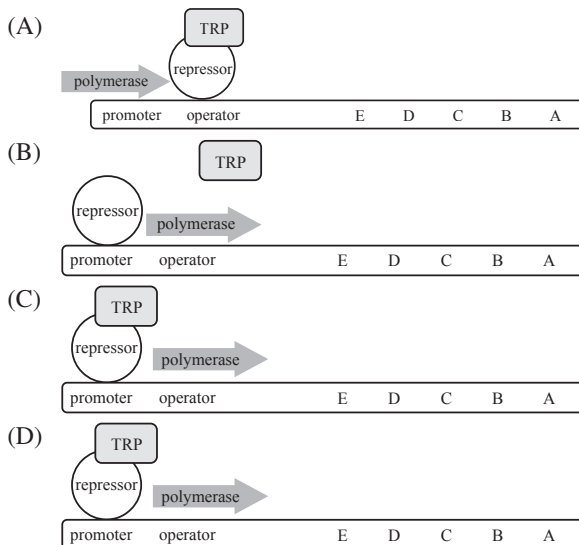 (A)
TRP
repressor
polymerase
promoter operator E D C B A
(B)
TRP
repressor
polymerase
promoter operator E D C B A
(C)
TRP
repressor
polymerase
promoter operator E D C B A
(D)
TRP
repressor
polymerase
promoter operator E D C B A